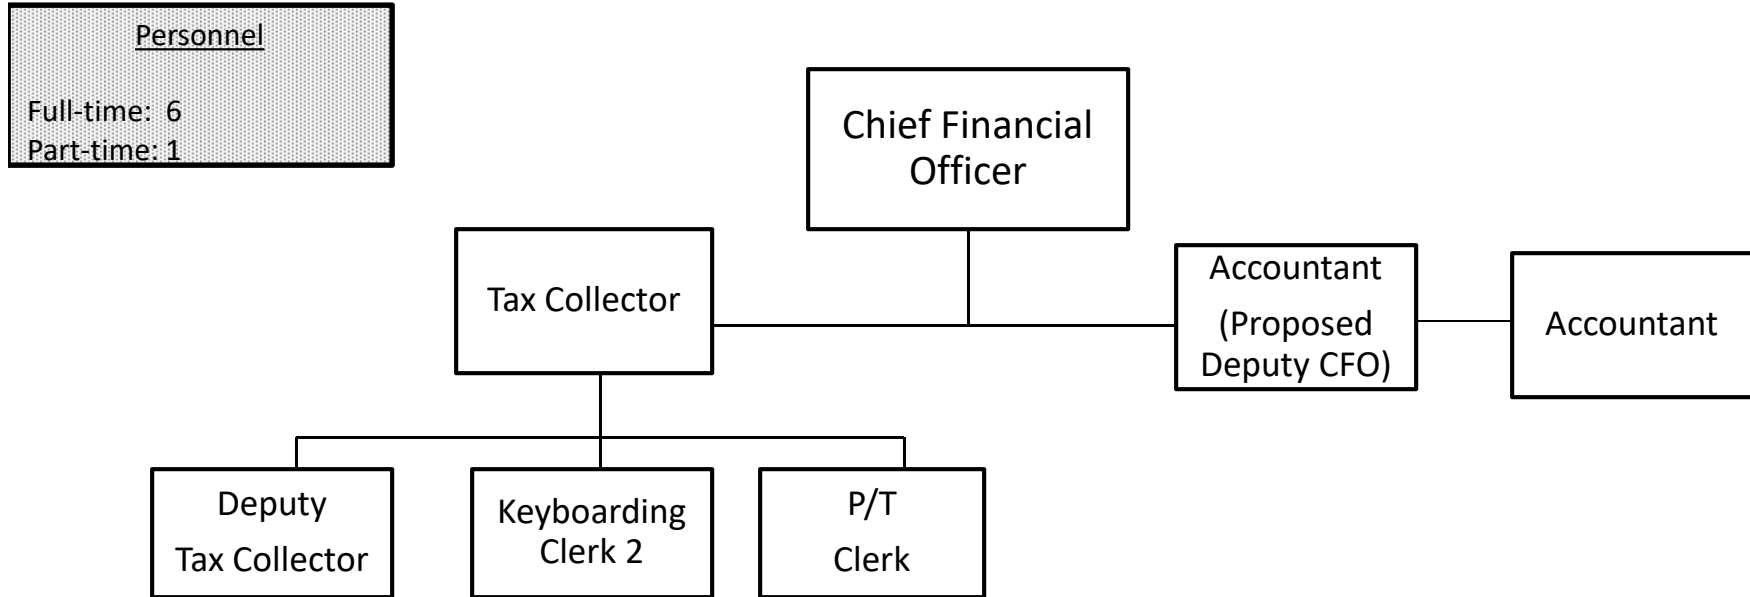 Personnel
Full-time: 6
Part-time: 1
Chief Financial
Officer
Tax Collector
Accountant
(Proposed
Deputy CFO)
Accountant
Deputy
Tax Collector
Keyboarding
Clerk 2
P/T
Clerk